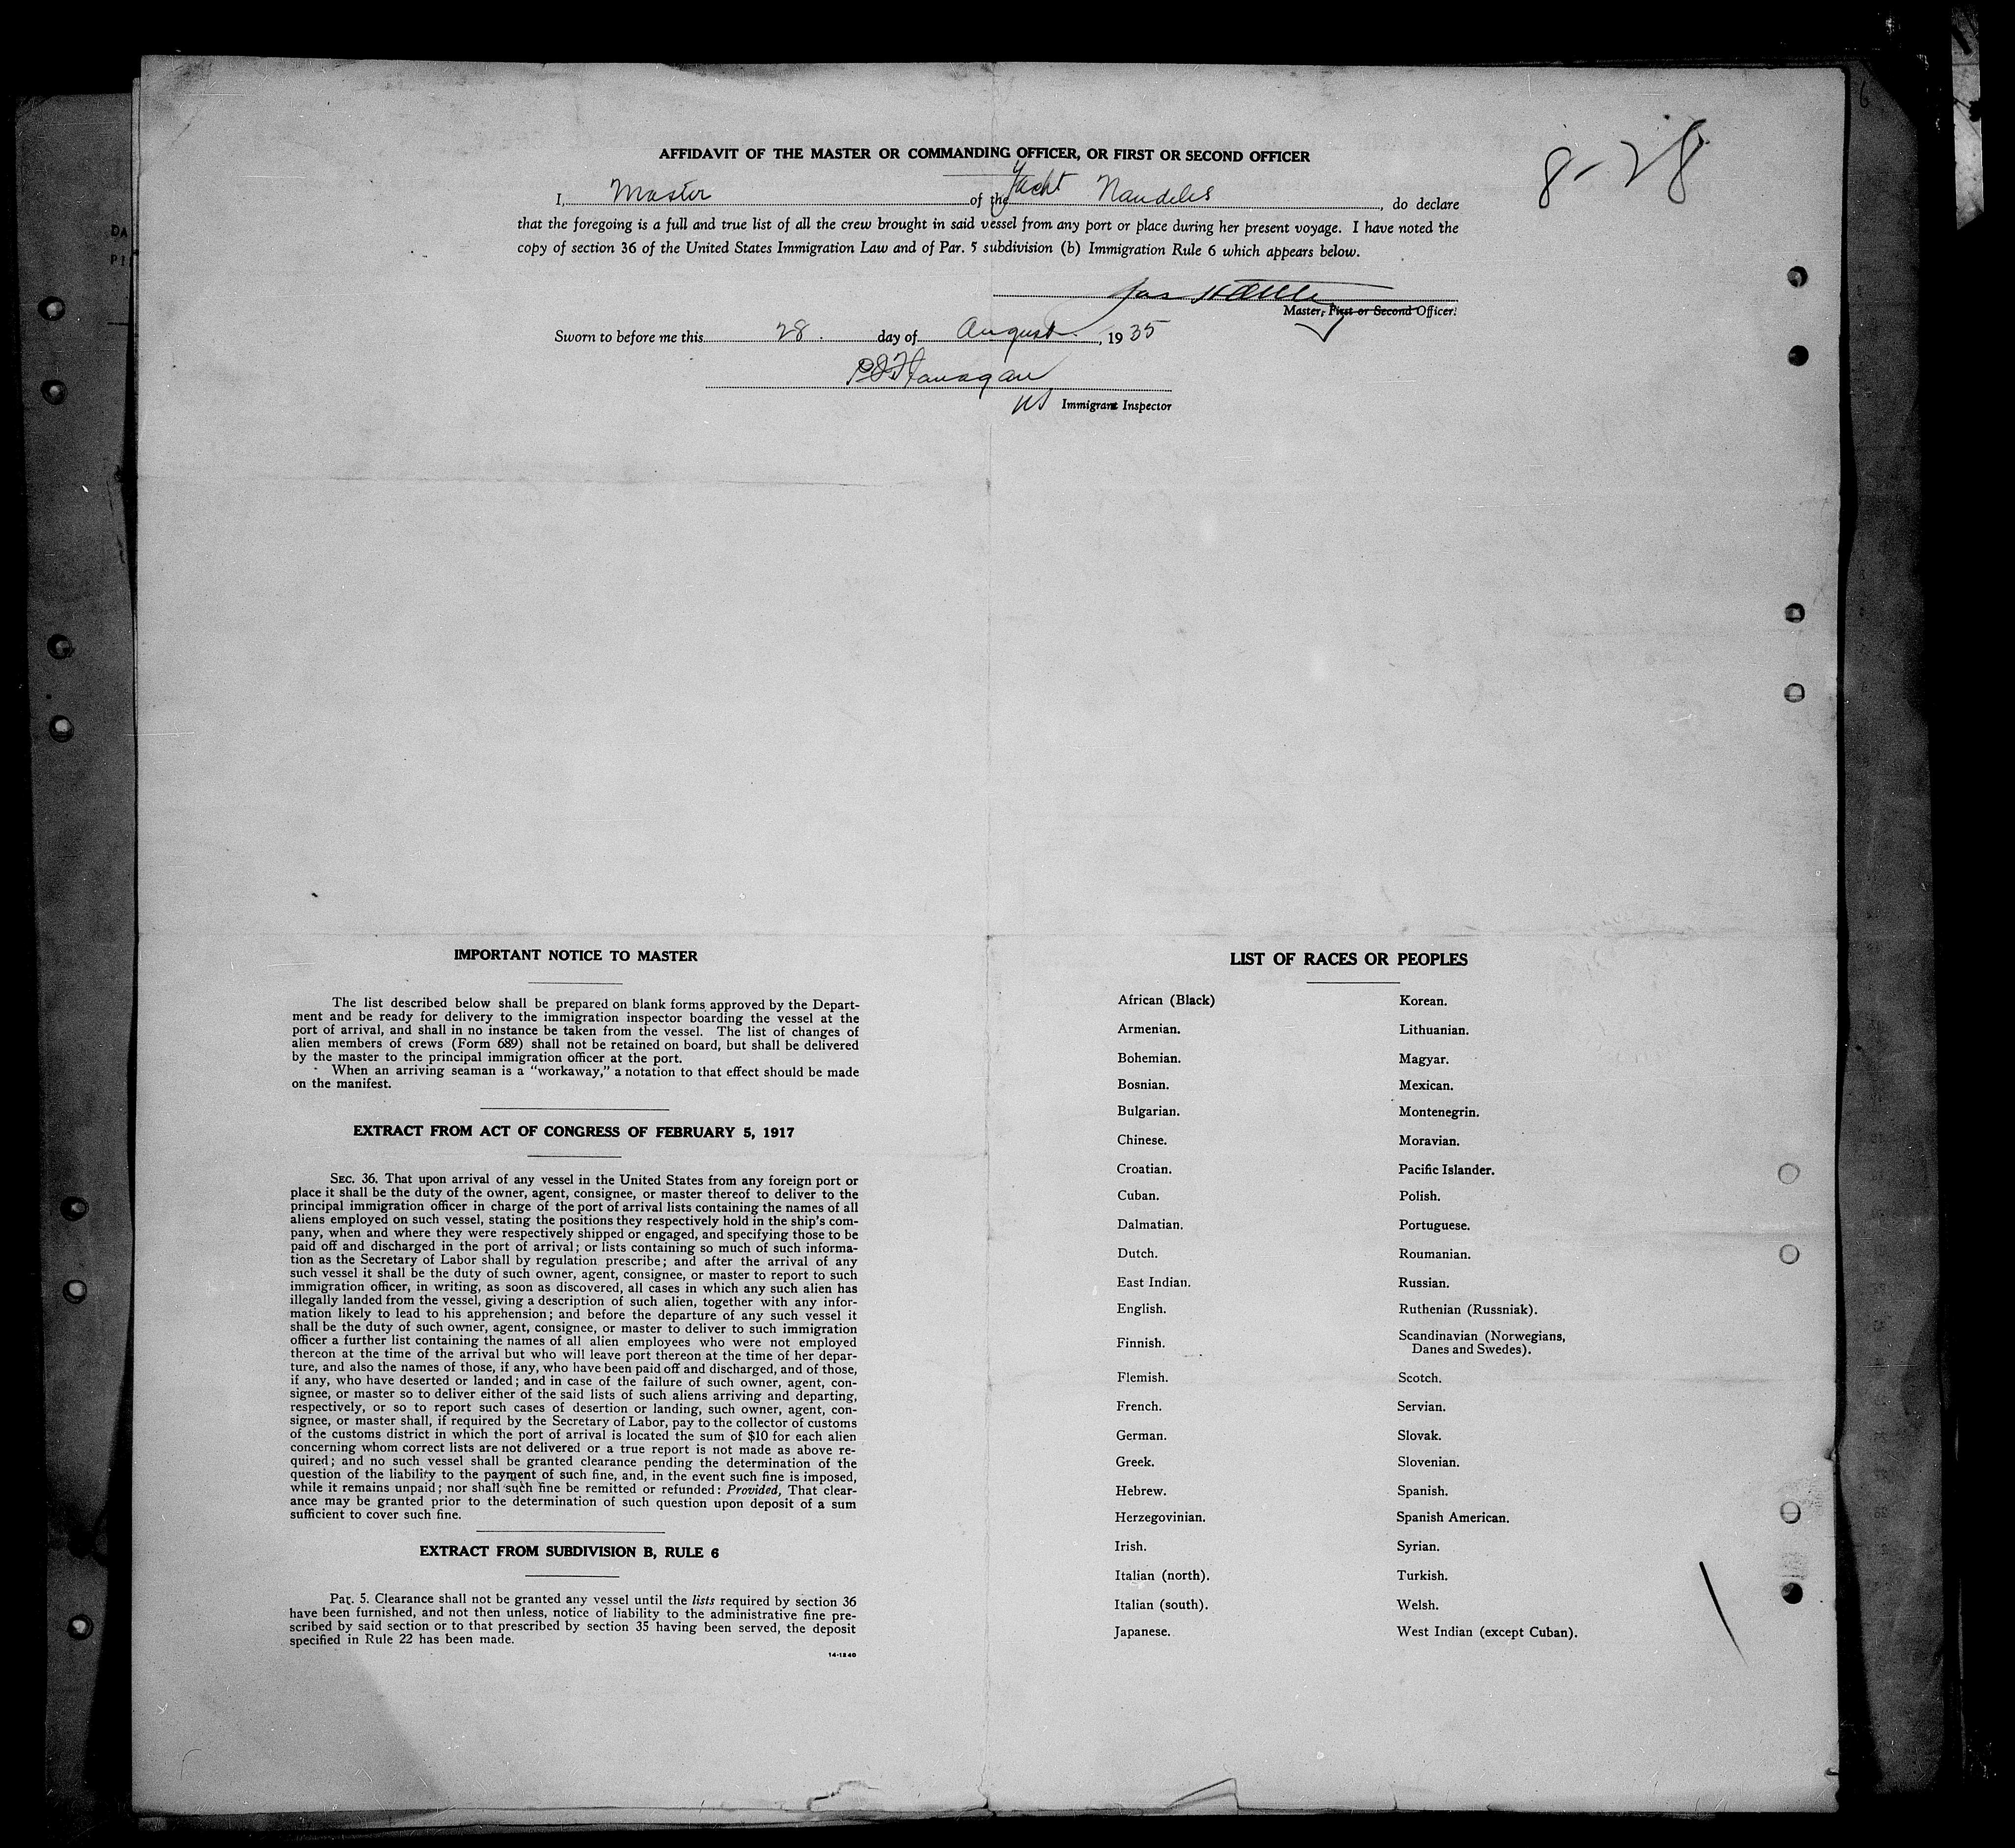 8-28
AFFIDAVIT OF THE MASTER OR COMMANDING OFFICER, OR FIRST OR SECOND OFFICER
I, Master of the Yacht , do declare
that the foregoing is a full and true list of all the crew brought in said vessel from any port or place during her present voyage. I have noted the
copy of section 36 of the United States Immigration Law and of Par. 5 subdivision (b) Immigration Rule 6 which appears below.
Master, First or Second Officer.
Sworn to before me this 28. day of August, 1935
P J Flanagan
US Immigrant Inspector
IMPORTANT NOTICE TO MASTER
The list described below shall be prepared on blank forms approved by the Depart-
ment and be ready for delivery to the immigration inspector boarding the vessel at the
port of arrival, and shall in no instance be taken from the vessel. The list of changes of
alien members of crews (Form 689) shall not be retained on board, but shall be delivered
by the master to the principal immigration officer at the port.
When an arriving seaman is a "workaway," a notation to that effect should be made
on the manifest.
EXTRACT FROM ACT OF CONGRESS OF FEBRUARY 5, 1917
SEC. 36. That upon arrival of any vessel in the United States from any foreign port or
place it shall be the duty of the owner, agent, consignee, or master thereof to deliver to the
principal immigration officer in charge of the port of arrival lists containing the names of all
aliens employed on such vessel, stating the positions they respectively hold in the ship's com-
pany, when and where they were respectively shipped or engaged, and specifying those to be
paid off and discharged in the port of arrival; or lists containing so much of such informa-
tion as the Secretary of Labor shall by regulation prescribe; and after the arrival of any
such vessel it shall be the duty of such owner, agent, consignee, or master to report to such
immigration officer, in writing, as soon as discovered, all cases in which any such alien has
illegally landed from the vessel, giving a description of such alien, together with any infor-
mation likely to lead to his apprehension; and before the departure of any such vessel it
shall be the duty of such owner, agent, consignee, or master to deliver to such immigration
officer a further list containing the names of all alien employees who were not employed
thereon at the time of the arrival but who will leave port thereon at the time of her depar-
ture, and also the names of those, if any, who have been paid off and discharged, and of those,
if any, who have deserted or landed; and in case of the failure of such owner, agent, con-
signee, or master so to deliver either of the said lists of such aliens arriving and departing,
respectively, or so to report such cases of desertion or landing, such owner, agent, con-
signee, or master shall, if required by the Secretary of Labor, pay to the collector of customs
of the customs district in which the port of arrival is located the sum of $10 for each alien
concerning whom correct lists are not delivered or a true report is not made as above re-
quired; and no such vessel shall be granted clearance pending the determination of the
question of the liability to the payment of such fine, and, in the event such fine is imposed,
while it remains unpaid; nor shall such fine be remitted or refunded: Provided, That clear-
ance may be granted prior to the determination of such question upon deposit of a sum
sufficient to cover such fine.
EXTRACT FROM SUBDIVISION B, RULE 6
Par. 5. Clearance shall not be granted any vessel until the lists required by section 36
have been furnished, and not then unless, notice of liability to the administrative fine pre-
scribed by said section or to that prescribed by section 35 having been served, the deposit
specified in Rule 22 has been made.
14-1240
LIST OF RACES OR PEOPLES
African (Black)
Armenian.
Bohemian.
Bosnian.
Bulgarian.
Chinese.
Croatian.
Cuban.
Dalmatian.
Dutch.
East Indian.
English.
Finnish.
Flemish.
French.
German.
Greek.
Hebrew.
Herzegovinian.
Irish.
Italian (north).
Italian (south).
Japanese.
Korean.
Lithuanian.
Magyar.
Mexican.
Montenegrin.
Moravian.
Pacific Islander.
Polish.
Portuguese.
Roumanian.
Russian.
Ruthenian (Russniak).
Scandinavian (Norwegians,
Danes and Swedes).
Scotch.
Servian.
Slovak.
Slovenian.
Spanish.
Spanish American.
Syrian.
Turkish.
Welsh.
West Indian (except Cuban).